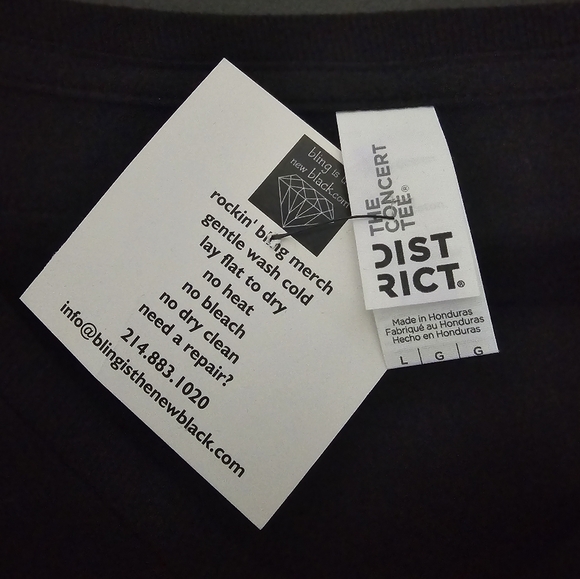 bling is t
new black.com
rockin' bling merch
gentle wash cold
lay flat to dry
no heat
no bleach
no dry clean
need a repair?
214.883.1020
info@blingisthenewblack.com
THE
CONCERT
TEE®
DIST
RICT®
Made in Honduras
Fabriqué au Honduras
Hecho en Honduras
L | G | G